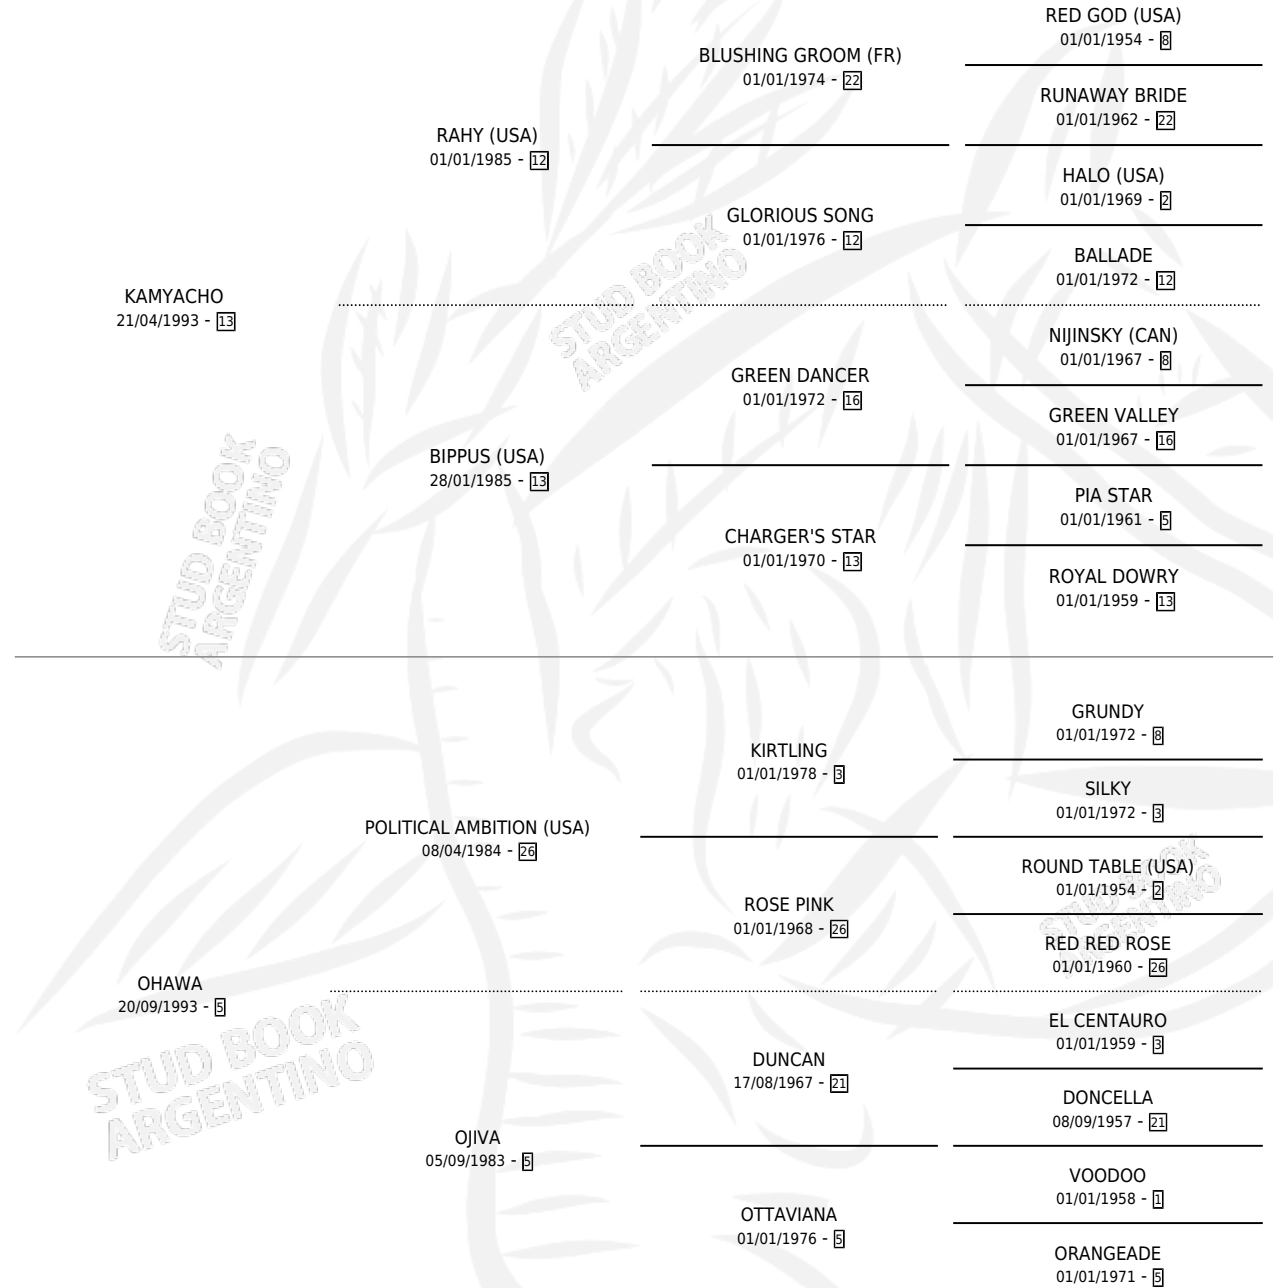 RED GOD (USA)
01/01/1954 - 8
BLUSHING GROOM (FR)
01/01/1974 - 22
RUNAWAY BRIDE
01/01/1962 - 22
RAHY (USA)
01/01/1985 - 12
HALO (USA)
01/01/1969 - 2
GLORIOUS SONG
01/01/1976 - 12
BALLADE
01/01/1972 - 12
KAMYACHO
21/04/1993 - 13
NIJINSKY (CAN)
01/01/1967 - 8
GREEN DANCER
01/01/1972 - 16
GREEN VALLEY
01/01/1967 - 16
BIPPUS (USA)
28/01/1985 - 13
PIA STAR
01/01/1961 - 5
CHARGER'S STAR
01/01/1970 - 13
ROYAL DOWRY
01/01/1959 - 13
GRUNDY
01/01/1972 - 8
KIRTLING
01/01/1978 - 3
SILKY
01/01/1972 - 3
POLITICAL AMBITION (USA)
08/04/1984 - 26
ROUND TABLE (USA)
01/01/1954 - 2
ROSE PINK
01/01/1968 - 26
RED RED ROSE
01/01/1960 - 26
OHAWA
20/09/1993 - 5
EL CENTAURO
01/01/1959 - 3
DUNCAN
17/08/1967 - 21
DONCELLA
08/09/1957 - 21
OJIVA
05/09/1983 - 5
VOODOO
01/01/1958 - 1
OTTAVIANA
01/01/1976 - 5
ORANGEADE
01/01/1971 - 5
STUD BOOK
ARGENTINO
STUD BOOK
ARGENTINO
STUD BOOK
ARGENTINO
STUD BOOK
ARGENTINO